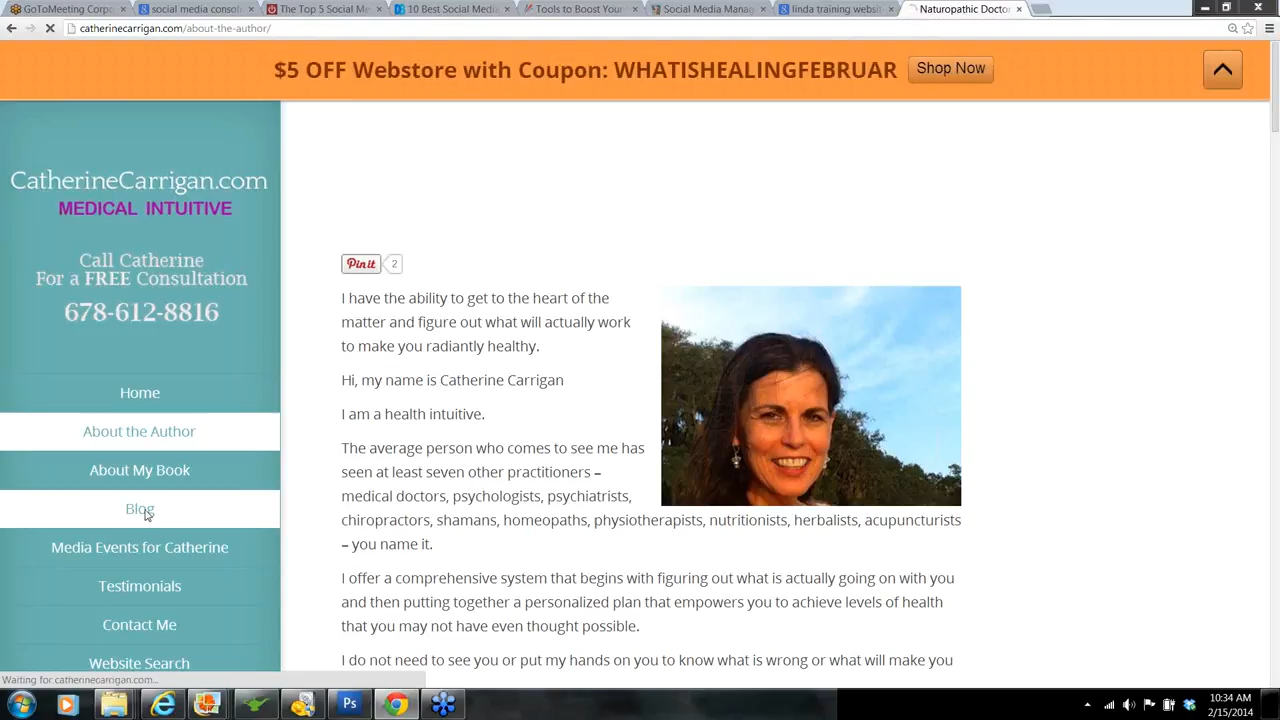 GoToMeeting Corpo
social media consol
The Top 5 Social Me
10 Best Social Media
Tools to Boost Your
Social Media Manag
linda training websit
Naturopathic Doctor
catherinecarrigan.com/about-the-author/
$5 OFF Webstore with Coupon: WHATISHEALINGFEBRUAR
Shop Now
CatherineCarrigan.com
MEDICAL INTUITIVE
Call Catherine
For a FREE Consultation
678-612-8816
Home
About the Author
About My Book
Blog
Media Events for Catherine
Testimonials
Contact Me
Website Search
Pin it
2
I have the ability to get to the heart of the
matter and figure out what will actually work
to make you radiantly healthy.
Hi, my name is Catherine Carrigan
I am a health intuitive.
The average person who comes to see me has
seen at least seven other practitioners –
medical doctors, psychologists, psychiatrists,
chiropractors, shamans, homeopaths, physiotherapists, nutritionists, herbalists, acupuncturists
– you name it.
I offer a comprehensive system that begins with figuring out what is actually going on with you
and then putting together a personalized plan that empowers you to achieve levels of health
that you may not have even thought possible.
I do not need to see you or put my hands on you to know what is wrong or what will make you
Waiting for catherinecarrigan.com...
Ps
10:34 AM
2/15/2014